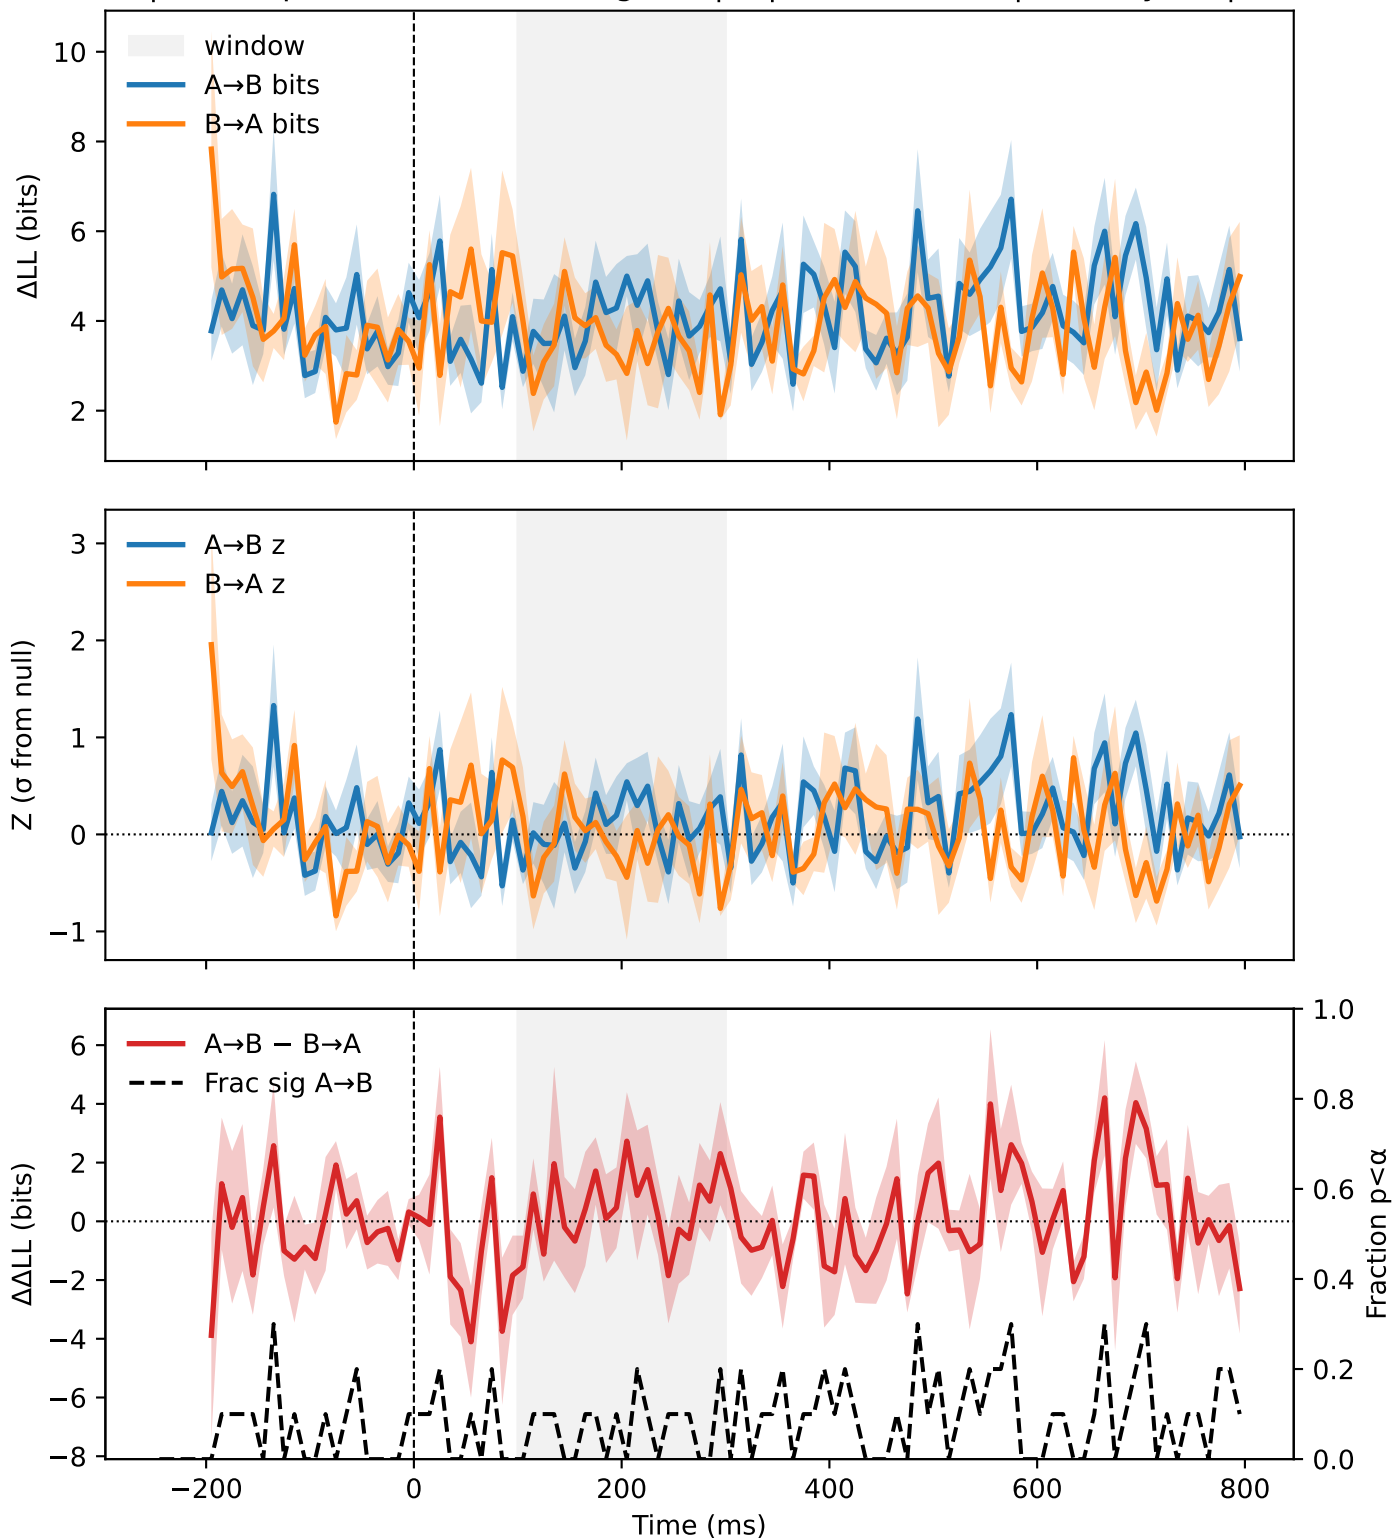 10
8
6
4
2
ΔLL (bits)
window
A→B bits
B→A bits
3
2
1
0
−1
Z (σ from null)
A→B z
B→A z
6
4
2
0
−2
−4
−6
−8
ΔΔLL (bits)
A→B − B→A
Frac sig A→B
1.0
0.8
0.6
0.4
0.2
0.0
Fraction p<α
−200
0
200
400
600
800
Time (ms)